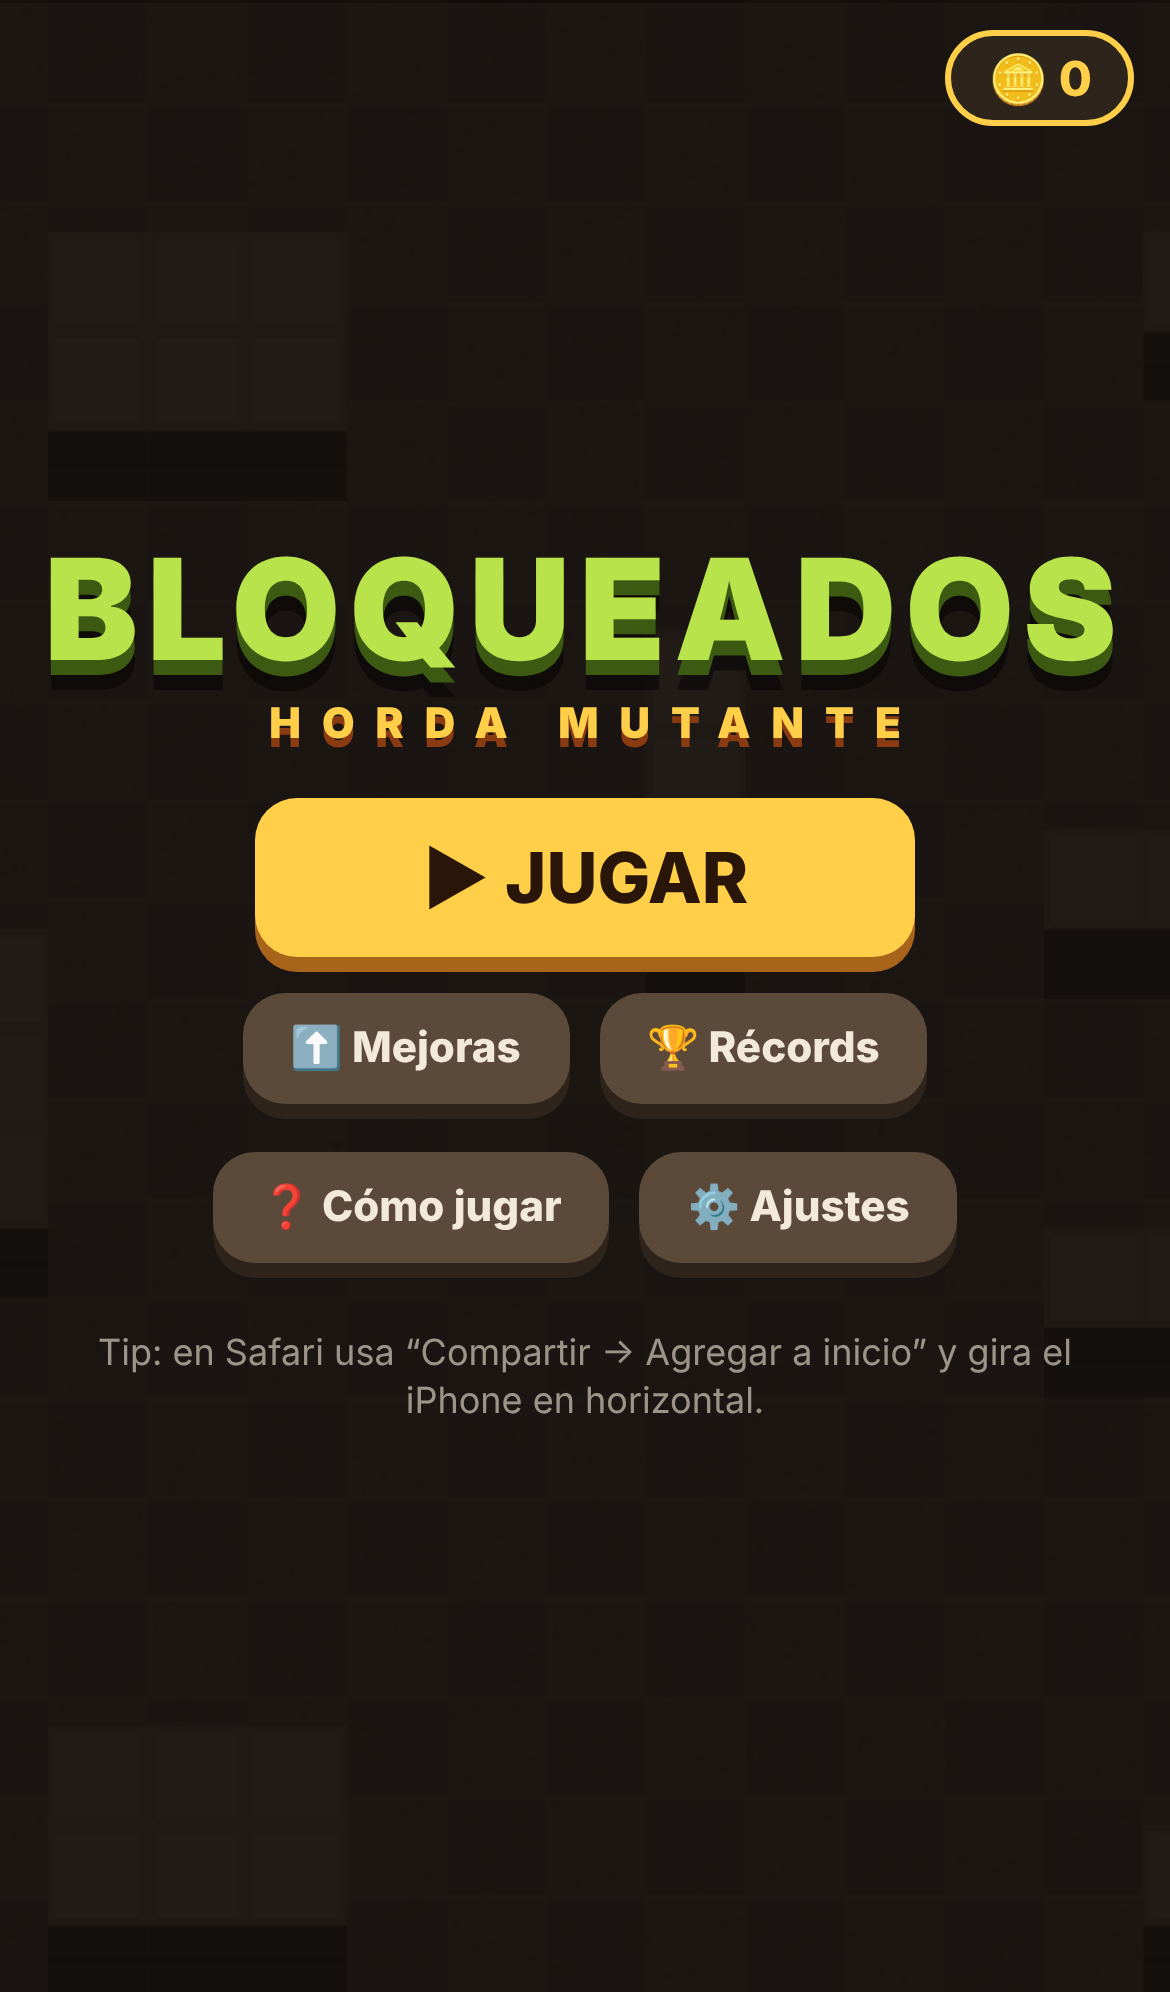 🪙 0
BLOQUEADOS
HORDA MUTANTE
▶ JUGAR
⬆️ Mejoras
🏆 Récords
❓ Cómo jugar
⚙️ Ajustes
Tip: en Safari usa “Compartir → Agregar a inicio” y gira el
iPhone en horizontal.